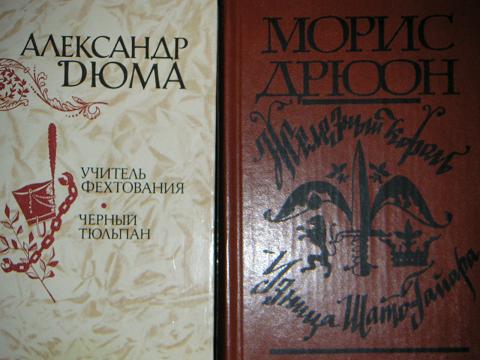 АЛЕКСАНДР
ДЮМА
УЧИТЕЛЬ
ФЕХТОВАНИЯ
•
ЧЕРНЫЙ
ТЮЛЬПАН
МОРИС
ДРЮОН
Железный король
Узница Шато-Гайара